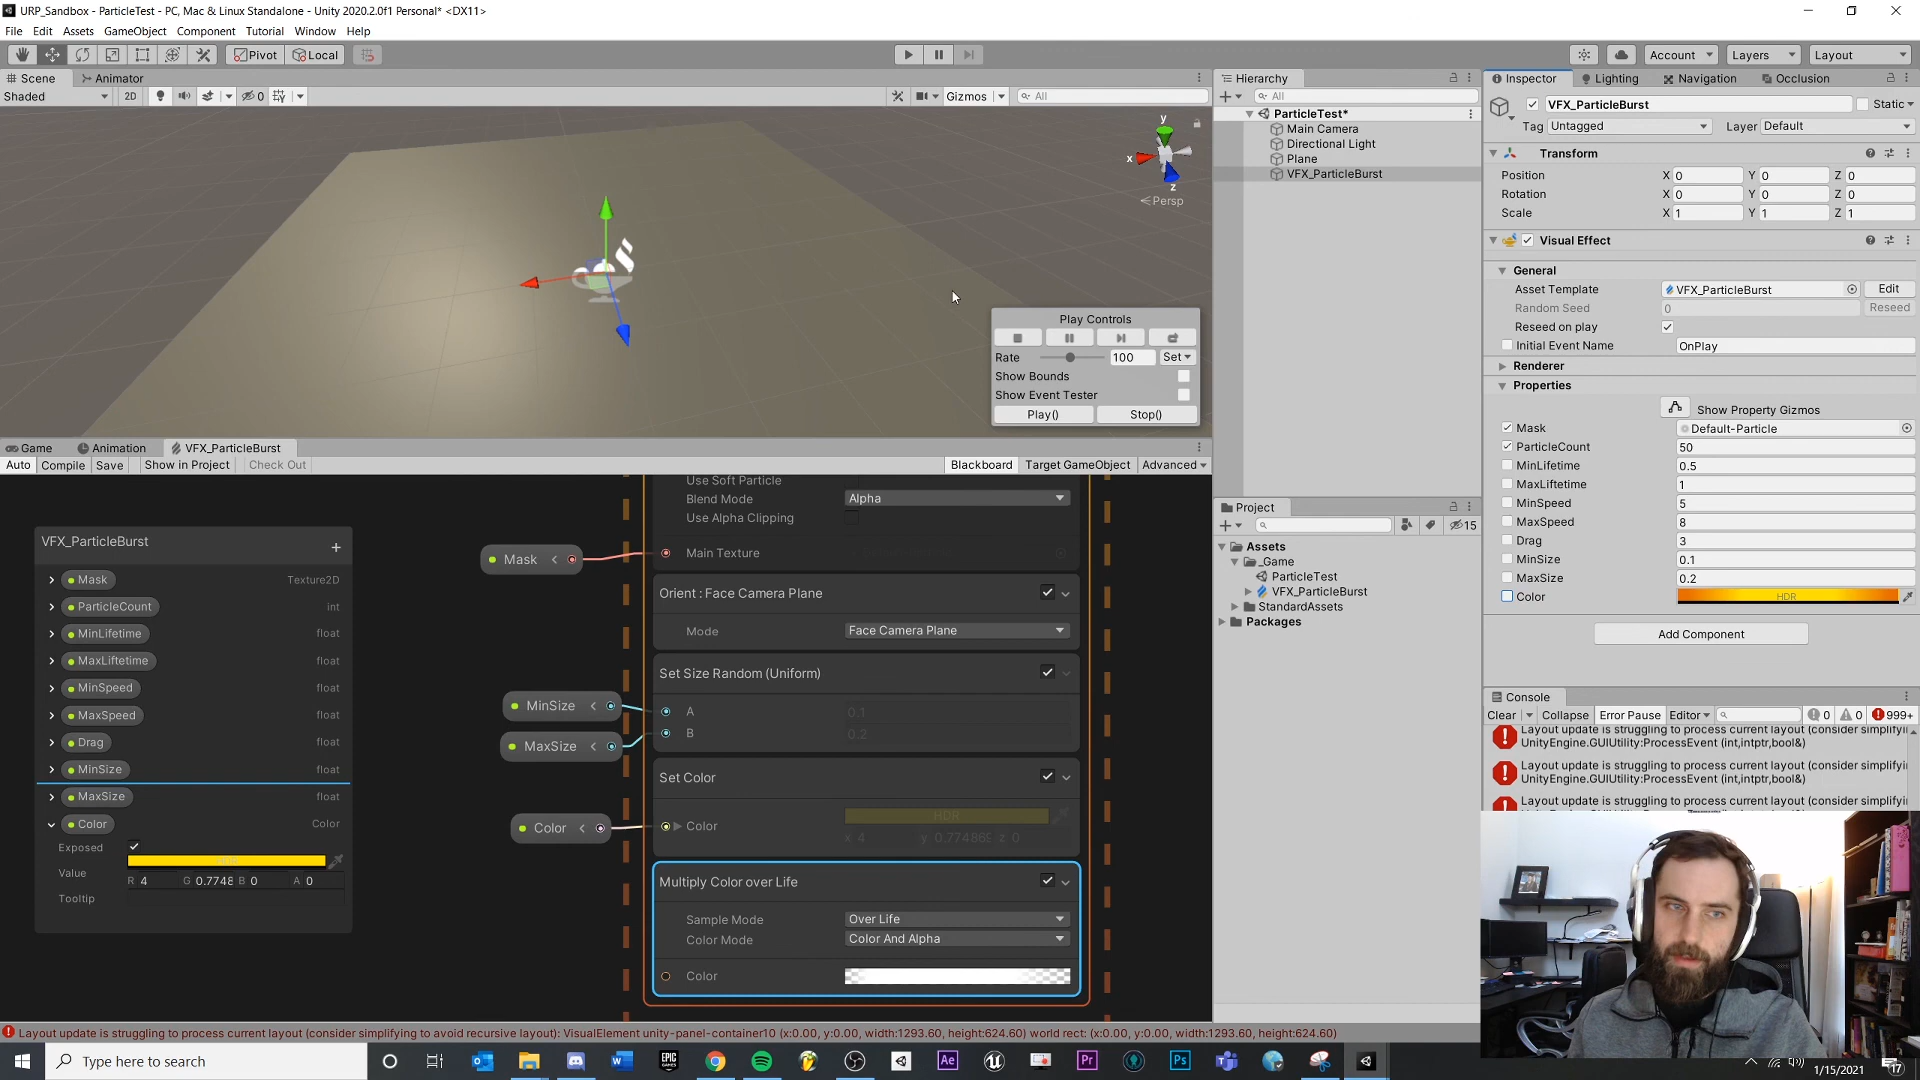 URP_Sandbox - ParticleTest - PC, Mac & Linux Standalone - Unity 2020.2.0f1 Personal* <DX11>
File Edit Assets GameObject Component Tutorial Window Help
Pivot Local Account Layers Layout
Scene Animator
Shaded 2D 0 Gizmos All
y
x
z
Persp
Play Controls
Rate 100 Set
Show Bounds
Show Event Tester
Play() Stop()
Game Animation VFX_ParticleBurst
Auto Compile Save Show in Project Check Out Blackboard Target GameObject Advanced
VFX_ParticleBurst +
Mask Texture2D
ParticleCount int
MinLifetime float
MaxLiftetime float
MinSpeed float
MaxSpeed float
Drag float
MinSize float
MaxSize float
Color Color
Exposed
Value R 4 G 0.7748 B 0 A 0
Tooltip
Use Soft Particle
Blend Mode Alpha
Use Alpha Clipping
Mask Main Texture
Orient : Face Camera Plane
Mode Face Camera Plane
Set Size Random (Uniform)
MinSize A 0.1
MaxSize B 0.2
Set Color
Color Color HDR
x 4 y 0.774869 z 0
Multiply Color over Life
Sample Mode Over Life
Color Mode Color And Alpha
Color
Hierarchy
All
ParticleTest*
Main Camera
Directional Light
Plane
VFX_ParticleBurst
Project
15
Assets
_Game
ParticleTest
VFX_ParticleBurst
StandardAssets
Packages
Inspector Lighting Navigation Occlusion
VFX_ParticleBurst Static
Tag Untagged Layer Default
Transform
Position X 0 Y 0 Z 0
Rotation X 0 Y 0 Z 0
Scale X 1 Y 1 Z 1
Visual Effect
General
Asset Template VFX_ParticleBurst Edit
Random Seed 0 Reseed
Reseed on play
Initial Event Name OnPlay
Renderer
Properties
Show Property Gizmos
Mask Default-Particle
ParticleCount 50
MinLifetime 0.5
MaxLiftetime 1
MinSpeed 5
MaxSpeed 8
Drag 3
MinSize 0.1
MaxSize 0.2
Color HDR
Add Component
Console
Clear Collapse Error Pause Editor 0 0 999+
Layout update is struggling to process current layout (consider simplifyi
UnityEngine.GUIUtility:ProcessEvent (int,intptr,bool&)
Layout update is struggling to process current layout (consider simplifyi
UnityEngine.GUIUtility:ProcessEvent (int,intptr,bool&)
Layout update is struggling to process current layout (consider simplifyi
Layout update is struggling to process current layout (consider simplifying to avoid recursive layout): VisualElement unity-panel-container10 (x:0.00, y:0.00, width:1293.60, height:624.60) world rect: (x:0.00, y:0.00, width:1293.60, height:624.60)
Type here to search
EPIC GAMES
Ae
Pr
Ps
1/15/2021
17